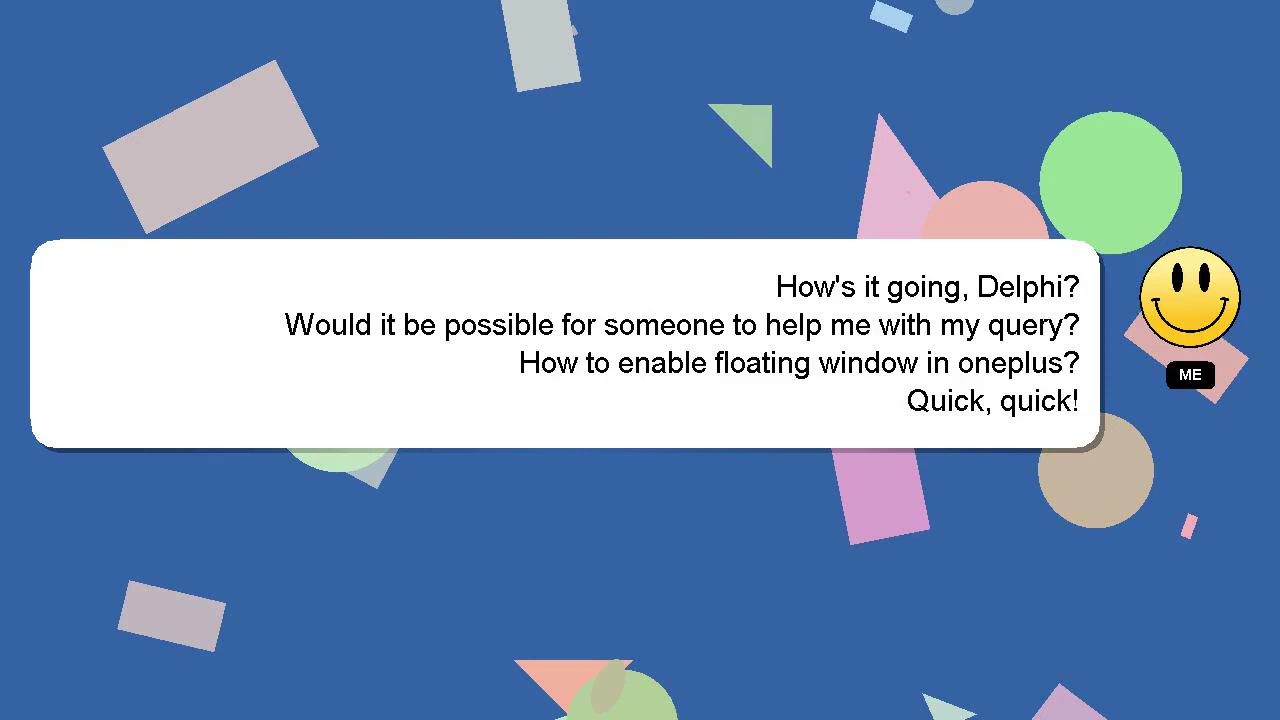 How's it going, Delphi?
Would it be possible for someone to help me with my query?
How to enable floating window in oneplus?
Quick, quick!
ME